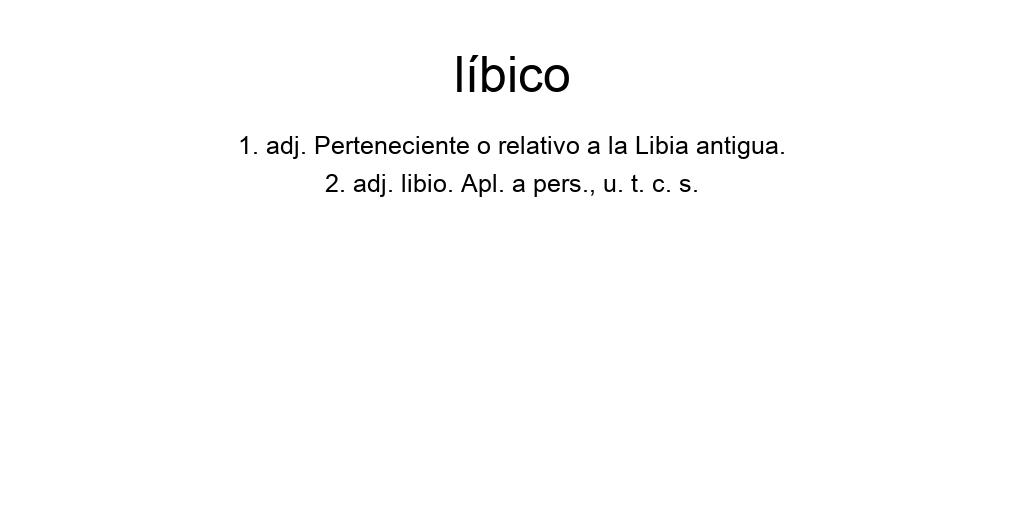 líbico
1. adj. Perteneciente o relativo a la Libia antigua.
2. adj. libio. Apl. a pers., u. t. c. s.